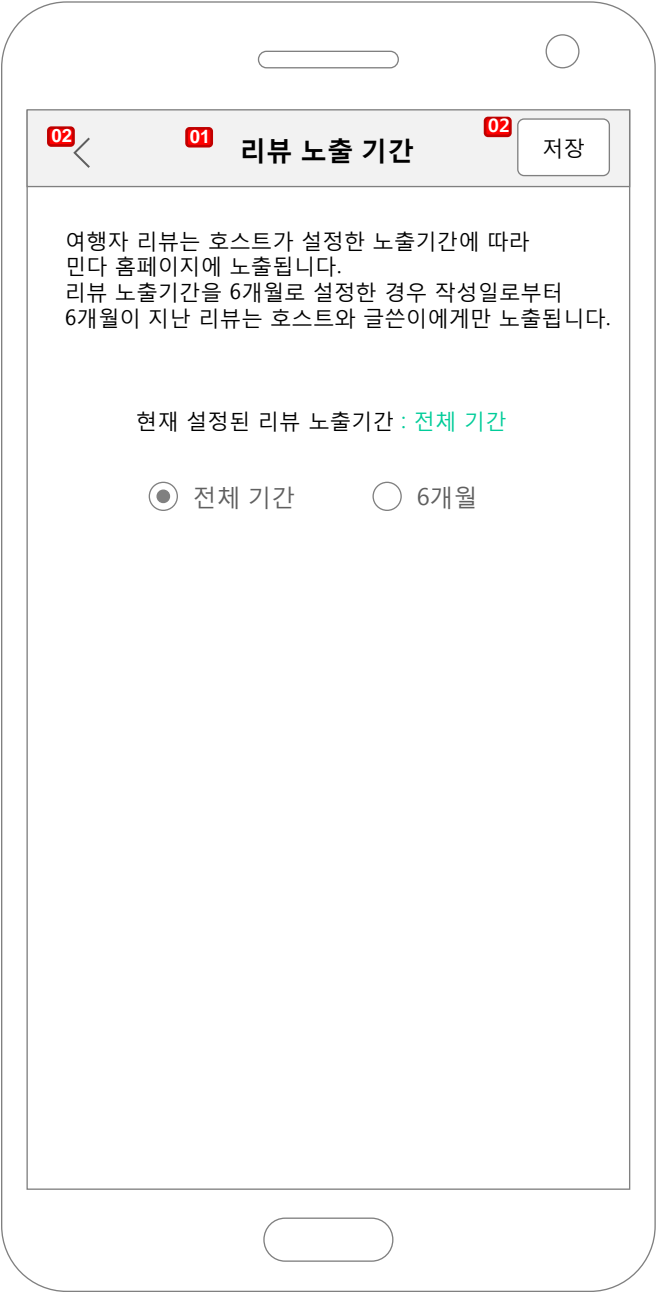 02 01 리뷰 노출 기간 02 저장
여행자 리뷰는 호스트가 설정한 노출기간에 따라
민다 홈페이지에 노출됩니다.
리뷰 노출기간을 6개월로 설정한 경우 작성일로부터
6개월이 지난 리뷰는 호스트와 글쓴이에게만 노출됩니다.
현재 설정된 리뷰 노출기간 : 전체 기간
전체 기간 6개월